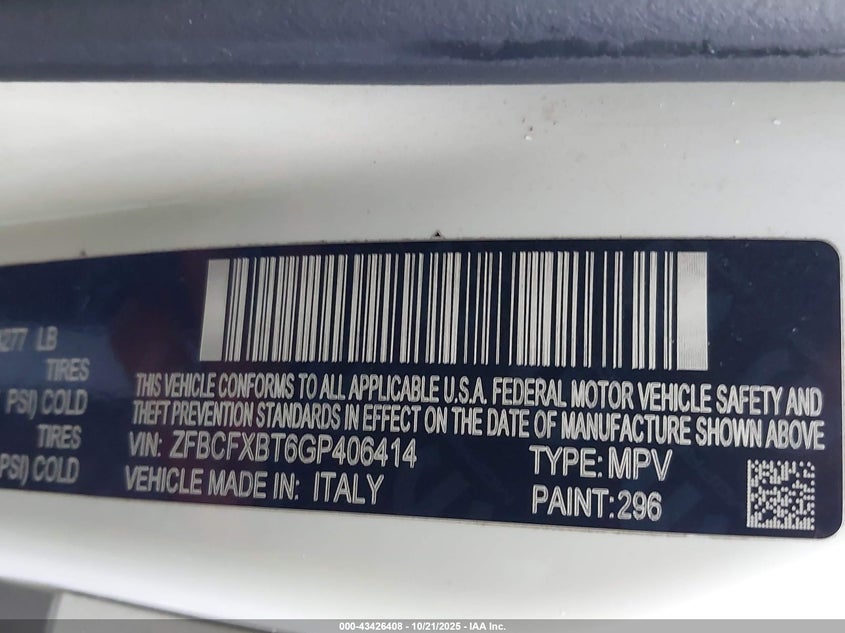 277 LB
TIRES
PSI) COLD
TIRES
PSI) COLD
THIS VEHICLE CONFORMS TO ALL APPLICABLE U.S.A. FEDERAL MOTOR VEHICLE SAFETY AND
THEFT PREVENTION STANDARDS IN EFFECT ON THE DATE OF MANUFACTURE SHOWN ABOVE
VIN: ZFBCFXBT6GP406414
TYPE: MPV
VEHICLE MADE IN: ITALY
PAINT: 296
000-43426408 - 10/21/2025 - IAA Inc.